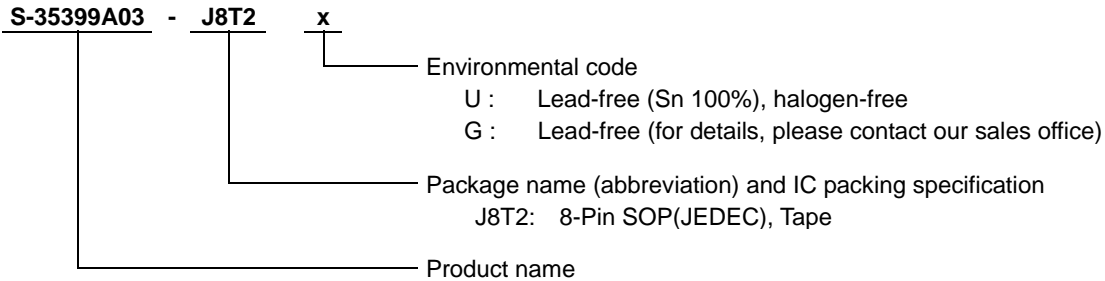 S-35399A03 - J8T2 x
Environmental code
U : Lead-free (Sn 100%), halogen-free
G : Lead-free (for details, please contact our sales office)
Package name (abbreviation) and IC packing specification
J8T2: 8-Pin SOP(JEDEC), Tape
Product name